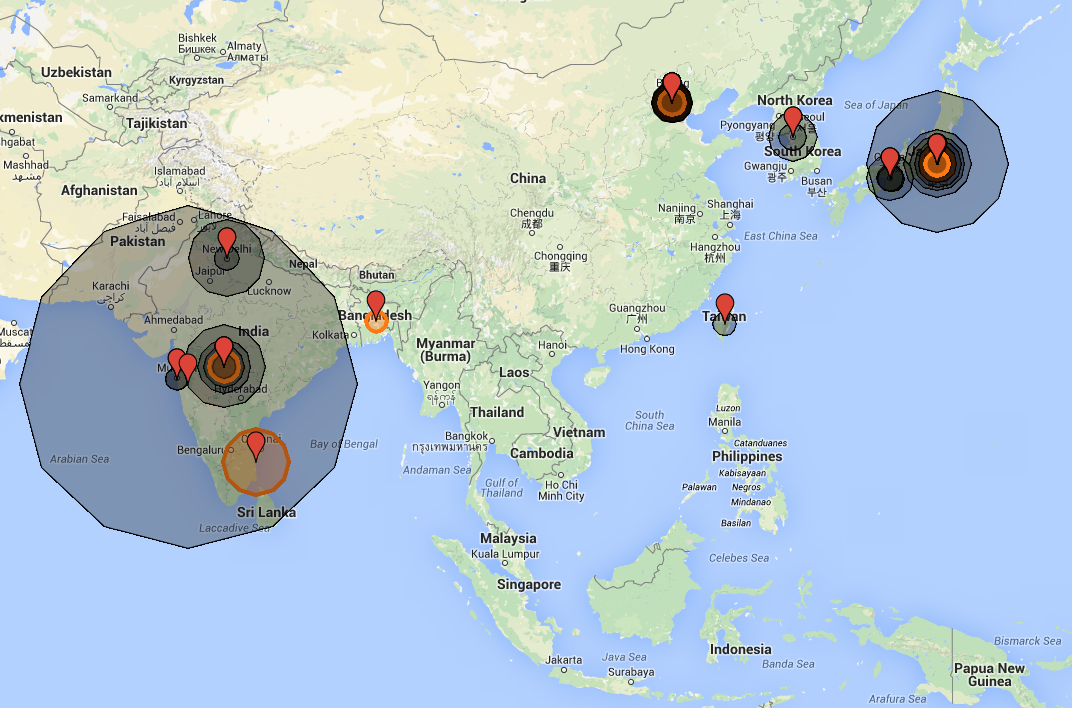 Bishkek
Бишкек
Almaty
Алматы
Uzbekistan
Kyrgyzstan
Samarkand
Tajikistan
Mashhad
مشهد
Islamabad
اسلام آباد
Afghanistan
Faisalabad
فیصل آباد
Lahore
Pakistan
New Delhi
Jaipur
Nepal
Lucknow
Bhutan
Karachi
کراچی
Ahmedabad
India
Kolkata
Bangladesh
Hyderabad
Bengaluru
Arabian Sea
Bay of Bengal
Sri Lanka
Laccadive Sea
China
Chengdu
成都
Chongqing
重庆
Nanjing
南京
Shanghai
上海
Hangzhou
杭州
East China Sea
North Korea
Pyongyang
평양
South Korea
Gwangju
광주
Busan
부산
Sea of Japan
Guangzhou
广州
Hong Kong
Taiwan
Myanmar
(Burma)
Hanoi
Laos
Yangon
ရန်ကုန်
Thailand
Bangkok
กรุงเทพมหานคร
Vietnam
Cambodia
Andaman Sea
Gulf of
Thailand
Ho Chi
Minh City
South
China Sea
Luzon
Manila
Catanduanes
Philippines
Kabisayaan
Palawan
Negros
Mindanao
Basilan
Malaysia
Kuala Lumpur
Singapore
Celebes Sea
Indonesia
Jakarta
Java Sea
Surabaya
Banda Sea
Bismarck Sea
Papua New
Guinea
Arafura Sea